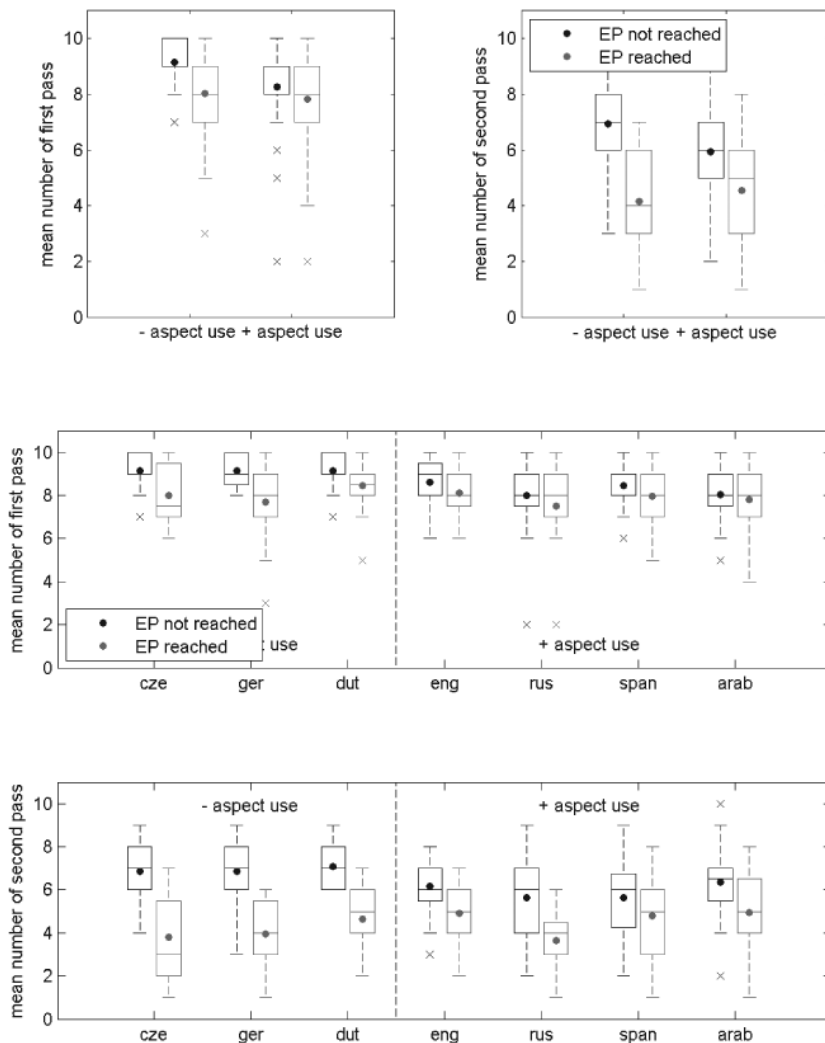 mean number of first pass
10
8
6
4
2
0
- aspect use + aspect use
mean number of second pass
10
8
6
4
2
0
EP not reached
EP reached
- aspect use + aspect use
mean number of first pass
10
8
6
4
2
0
EP not reached
EP reached
t use
+ aspect use
cze ger dut eng rus span arab
mean number of second pass
10
8
6
4
2
0
- aspect use + aspect use
cze ger dut eng rus span arab